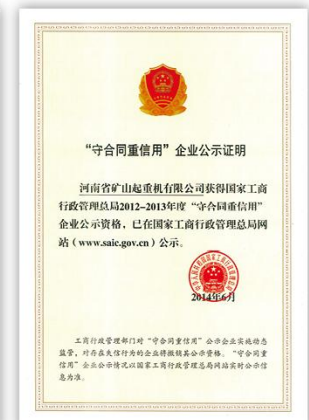 “守合同重信用”企业公示证明
河南省矿山起重机有限公司获得国家工商
行政管理总局2012-2013年度“守合同重信用”
企业公示资格，已在国家工商行政管理总局网
站（www.saic.gov.cn）公示。
2014年6月
工商行政管理部门对“守合同重信用”公示企业实施动态
监管，对存在失信行为的企业将撤销其公示资格。“守合同重
信用”企业公示情况以国家工商行政管理总局网站实时公示信
息为准。